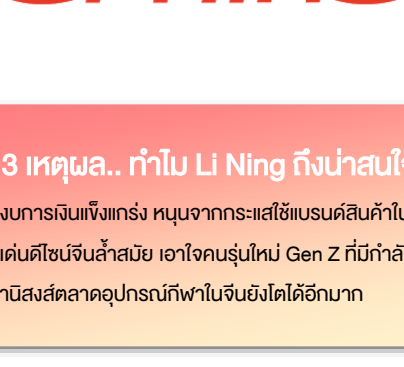 3 เหตุผล.. ทำไม Li Ning ถึงน่าสนใจ
งบการเงินแข็งแกร่ง หนุนจากกระแสใช้แบรนด์สินค้าใน
เด่นดีไซน์จีนล้ำสมัย เอาใจคนรุ่นใหม่ Gen Z ที่มีกำลั
านิสงส์ตลาดอุปกรณ์กีฬาในจีนยังโตได้อีกมาก